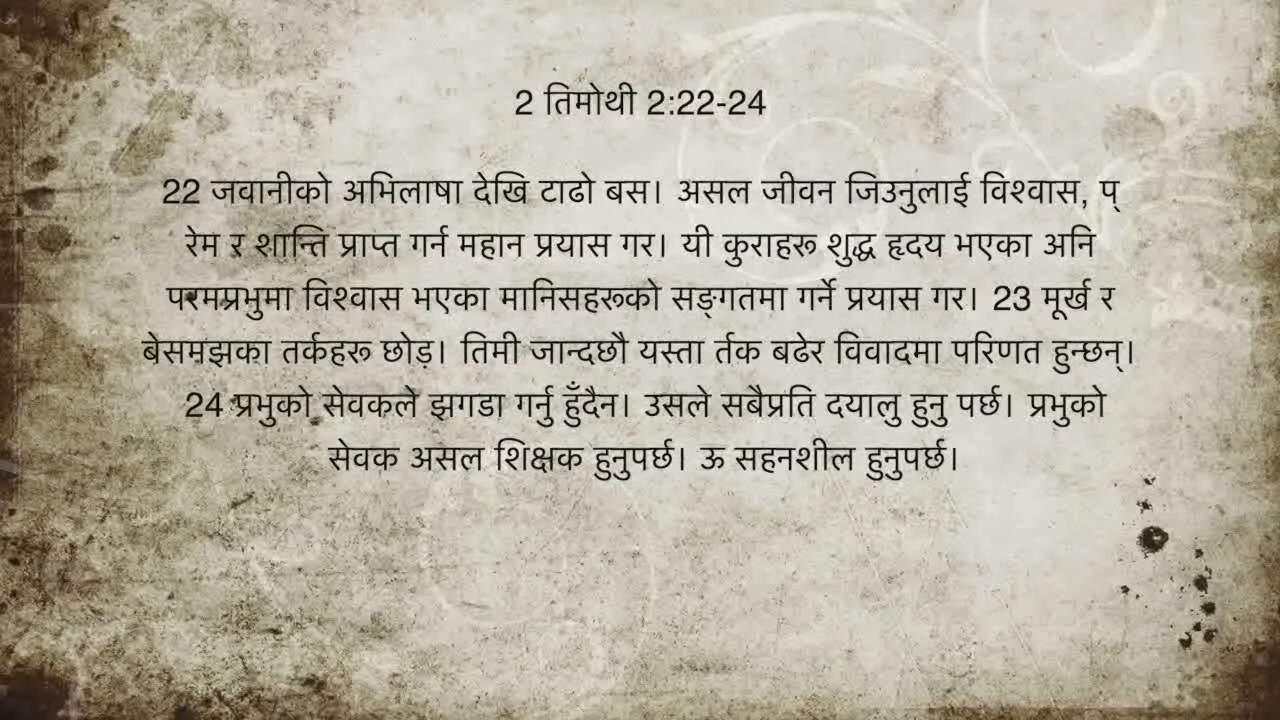 2 तिमोथी 2:22-24
22 जवानीको अभिलाषा देखि टाढो बस। असल जीवन जिउनुलाई विश्वास, प्
रेम र शान्ति प्राप्त गर्न महान प्रयास गर। यी कुराहरू शुद्ध हृदय भएका अनि
परमप्रभुमा विश्वास भएका मानिसहरूको सङ्गतमा गर्ने प्रयास गर। 23 मूर्ख र
बेसमझका तर्कहरू छोड़। तिमी जान्दछौ यस्ता र्तक बढेर विवादमा परिणत हुन्छन्।
24 प्रभुको सेवकले झगडा गर्नु हुँदैन। उसले सबैप्रति दयालु हुनु पर्छ। प्रभुको
सेवक असल शिक्षक हुनुपर्छ। ऊ सहनशील हुनुपर्छ।